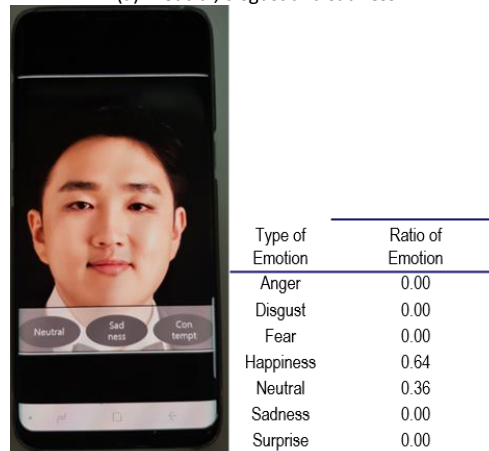 Neutral
Sad
ness
Con
tempt
Type of Emotion Ratio of Emotion
Anger 0.00
Disgust 0.00
Fear 0.00
Happiness 0.64
Neutral 0.36
Sadness 0.00
Surprise 0.00